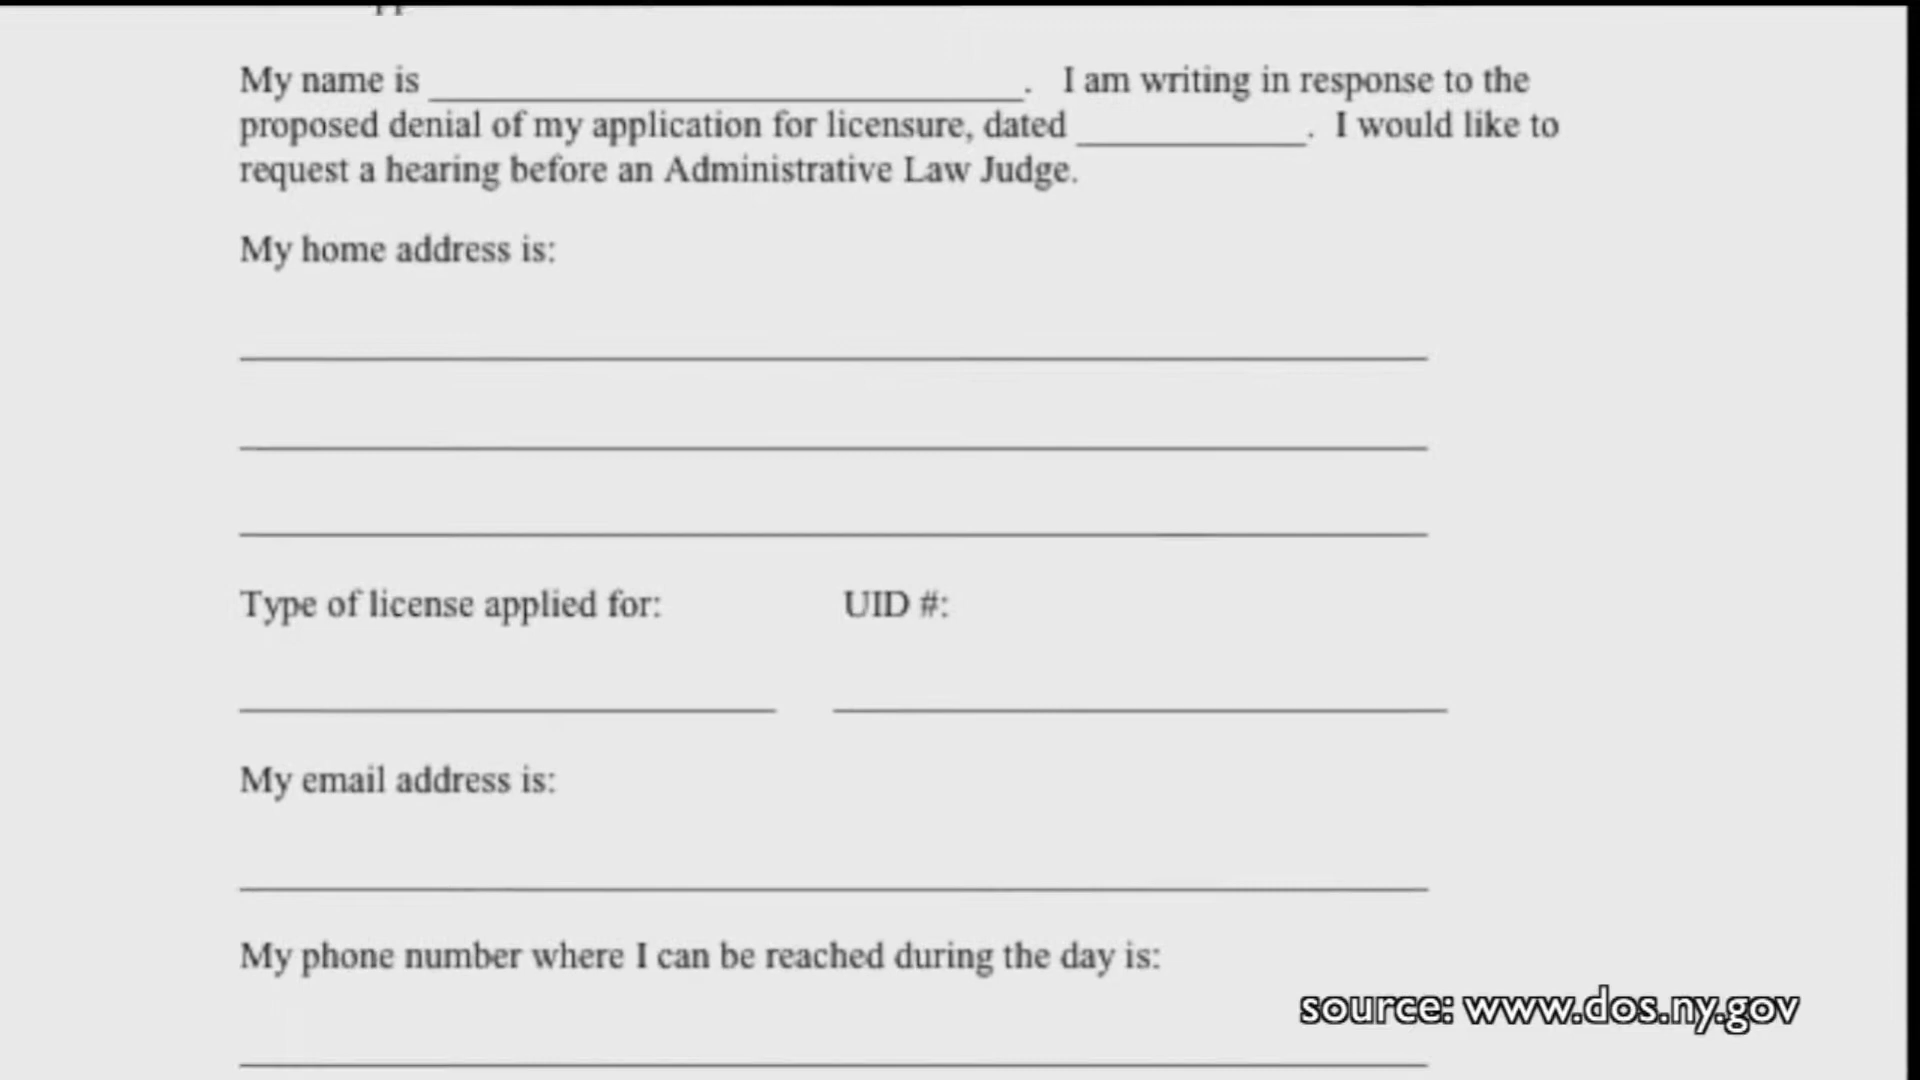 My name is ______________________________. I am writing in response to the
proposed denial of my application for licensure, dated ____________. I would like to
request a hearing before an Administrative Law Judge.
My home address is:
Type of license applied for: UID #:
My email address is:
My phone number where I can be reached during the day is:
source: www.dos.ny.gov